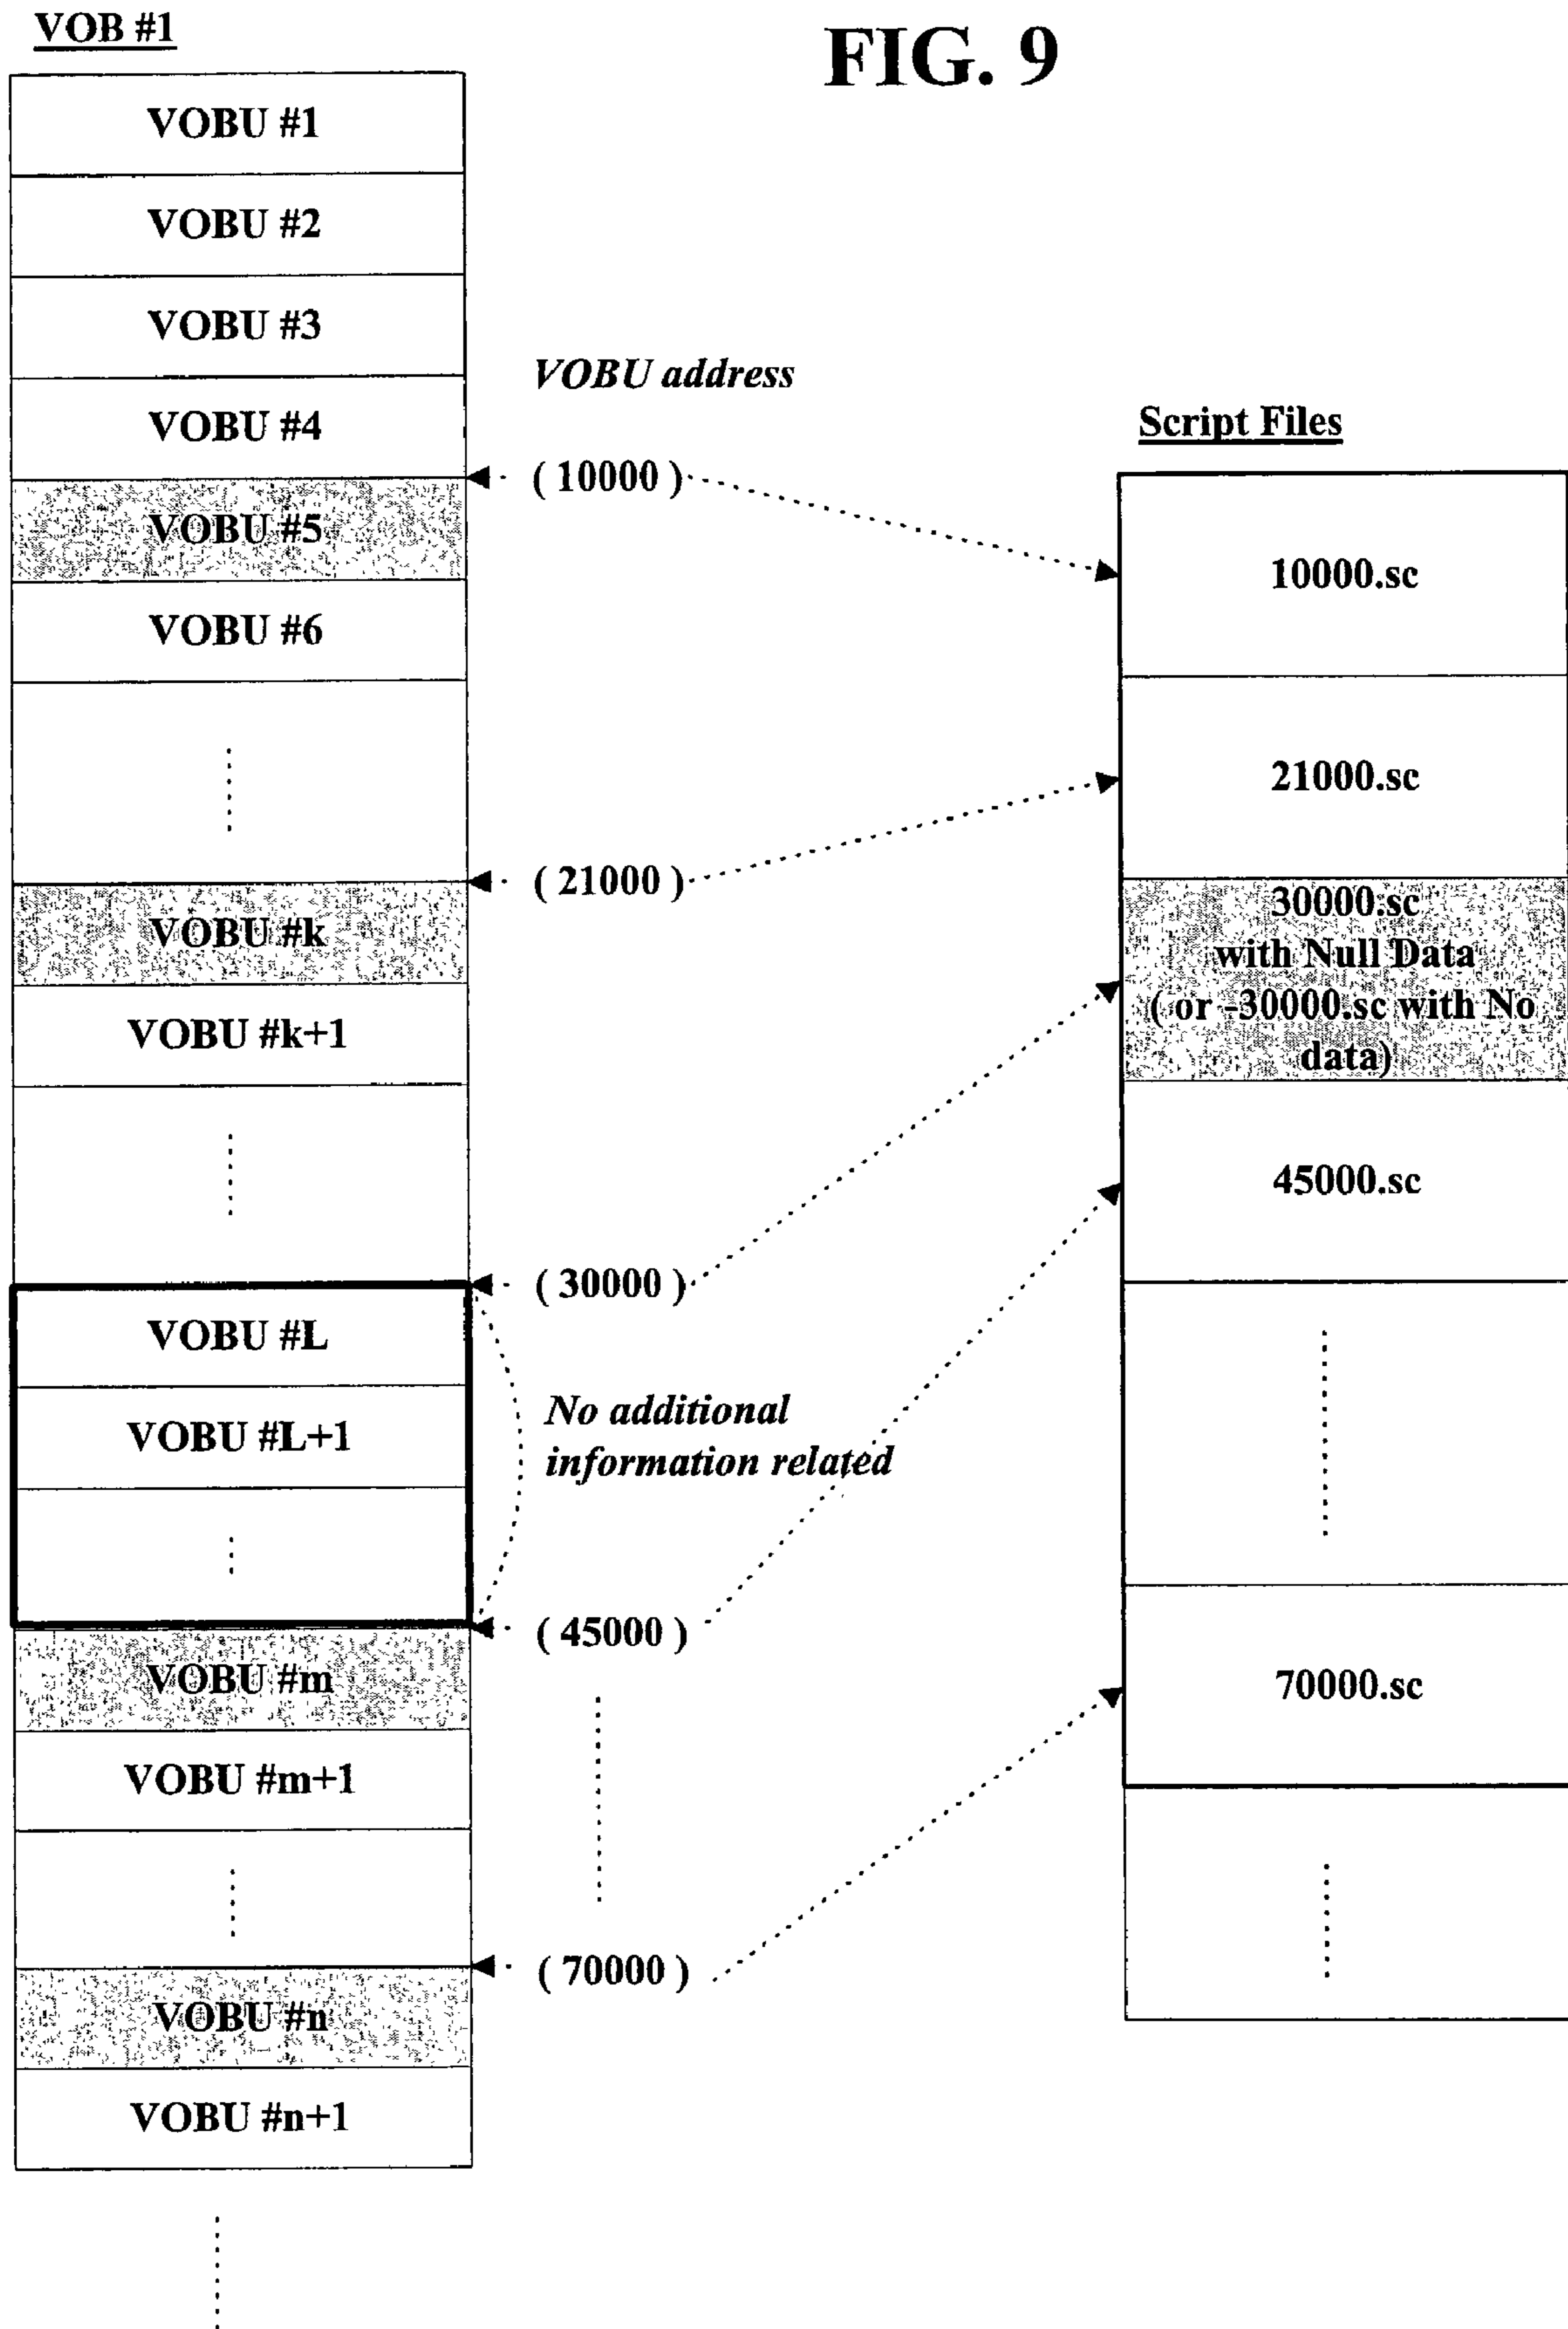 VOB #1
FIG. 9
VOBU #1
VOBU #2
VOBU #3
VOBU #4
VOBU #5
VOBU #6
VOBU #k
VOBU #k+1
VOBU #L
VOBU #L+1
VOBU #m
VOBU #m+1
VOBU #n
VOBU #n+1
VOBU address
( 10000 )
( 21000 )
( 30000 )
No additional
information related
( 45000 )
( 70000 )
Script Files
10000.sc
21000.sc
30000.sc
with Null Data
( or -30000.sc with No
data)
45000.sc
70000.sc